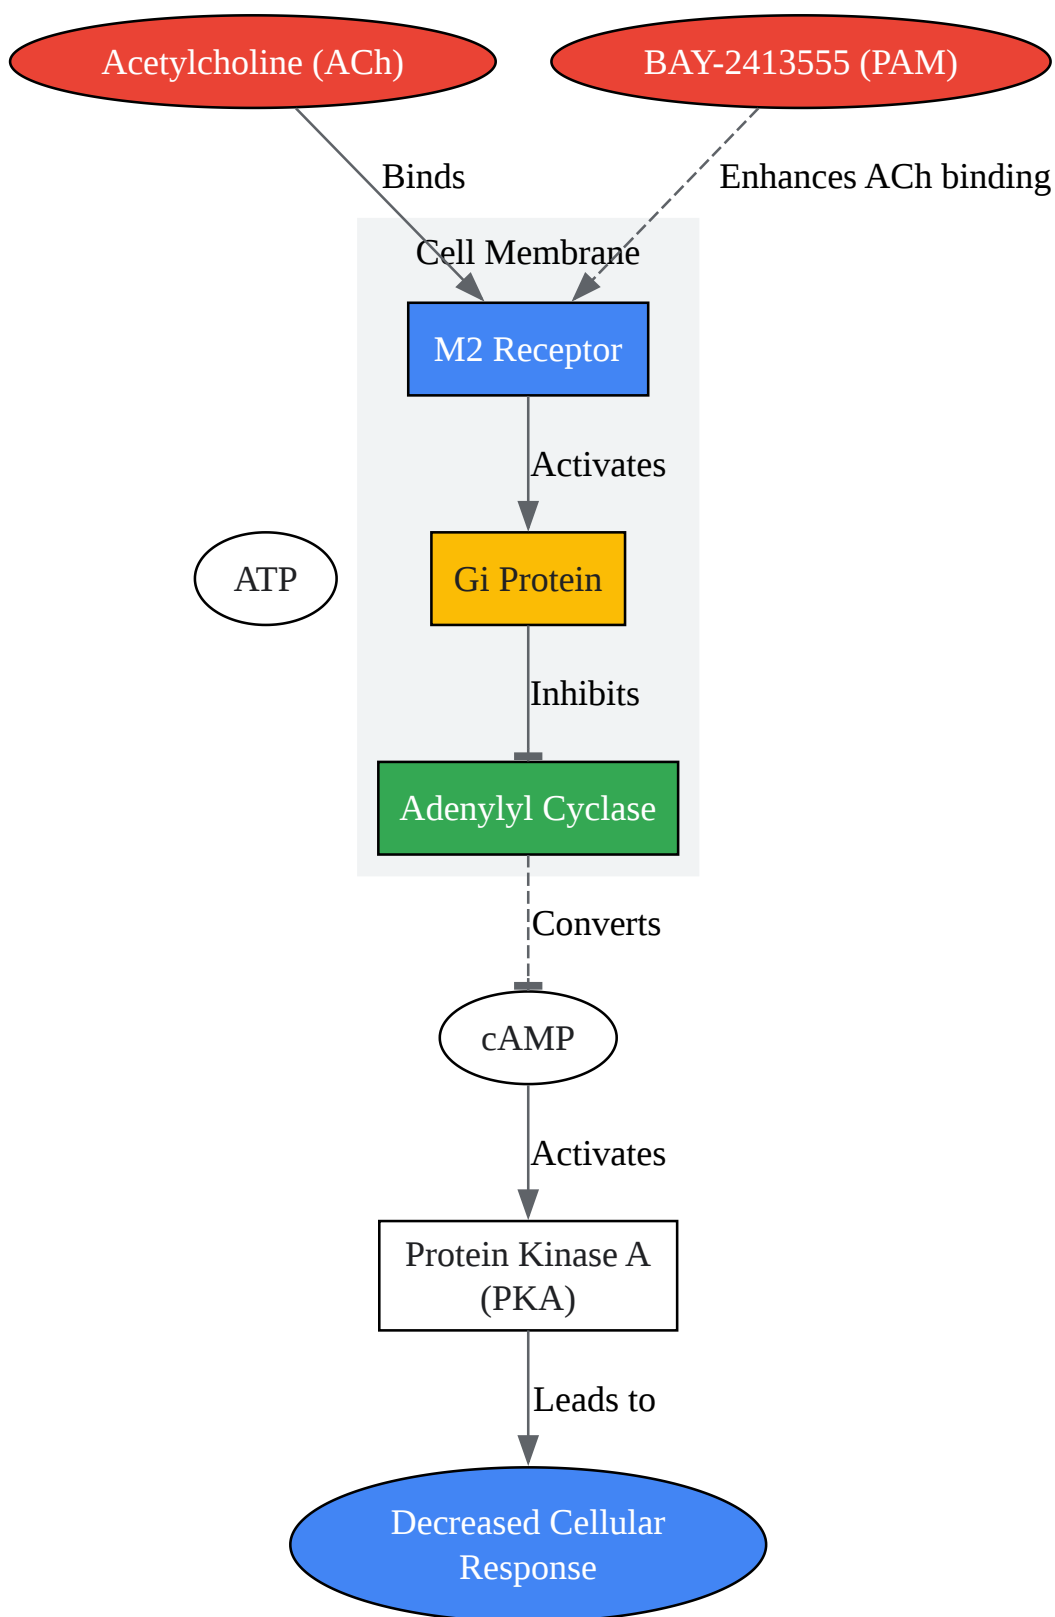 Acetylcholine (ACh)
BAY-2413555 (PAM)
Binds
Enhances ACh binding
Cell Membrane
M2 Receptor
Activates
ATP
Gi Protein
Inhibits
Adenylyl Cyclase
Converts
cAMP
Activates
Protein Kinase A
(PKA)
Leads to
Decreased Cellular
Response